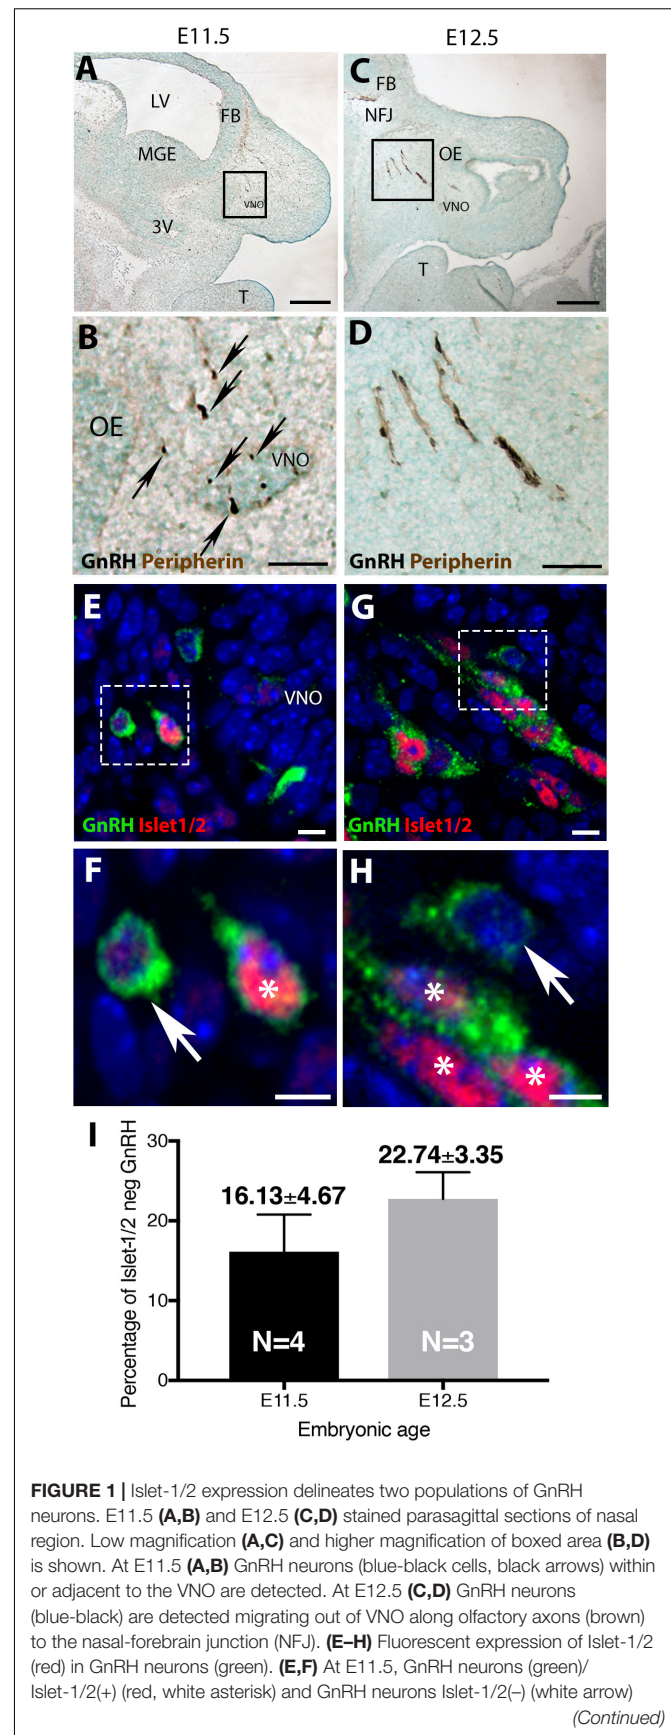 E11.5
E12.5
A
LV
FB
MGE
VNO
3V
T
C
FB
NFJ
OE
VNO
T
B
OE
VNO
GnRH Peripherin
D
GnRH Peripherin
E
VNO
GnRH Islet1/2
G
GnRH Islet1/2
F
*
H
*
*
*
I
Percentage of Islet-1/2 neg GnRH
30
20
10
0
16.13±4.67
22.74±3.35
N=4
N=3
E11.5
E12.5
Embryonic age
FIGURE 1 | Islet-1/2 expression delineates two populations of GnRH
neurons. E11.5 (A,B) and E12.5 (C,D) stained parasagittal sections of nasal
region. Low magnification (A,C) and higher magnification of boxed area (B,D)
is shown. At E11.5 (A,B) GnRH neurons (blue-black cells, black arrows) within
or adjacent to the VNO are detected. At E12.5 (C,D) GnRH neurons
(blue-black) are detected migrating out of VNO along olfactory axons (brown)
to the nasal-forebrain junction (NFJ). (E–H) Fluorescent expression of Islet-1/2
(red) in GnRH neurons (green). (E,F) At E11.5, GnRH neurons (green)/
Islet-1/2(+) (red, white asterisk) and GnRH neurons Islet-1/2(–) (white arrow)
(Continued)